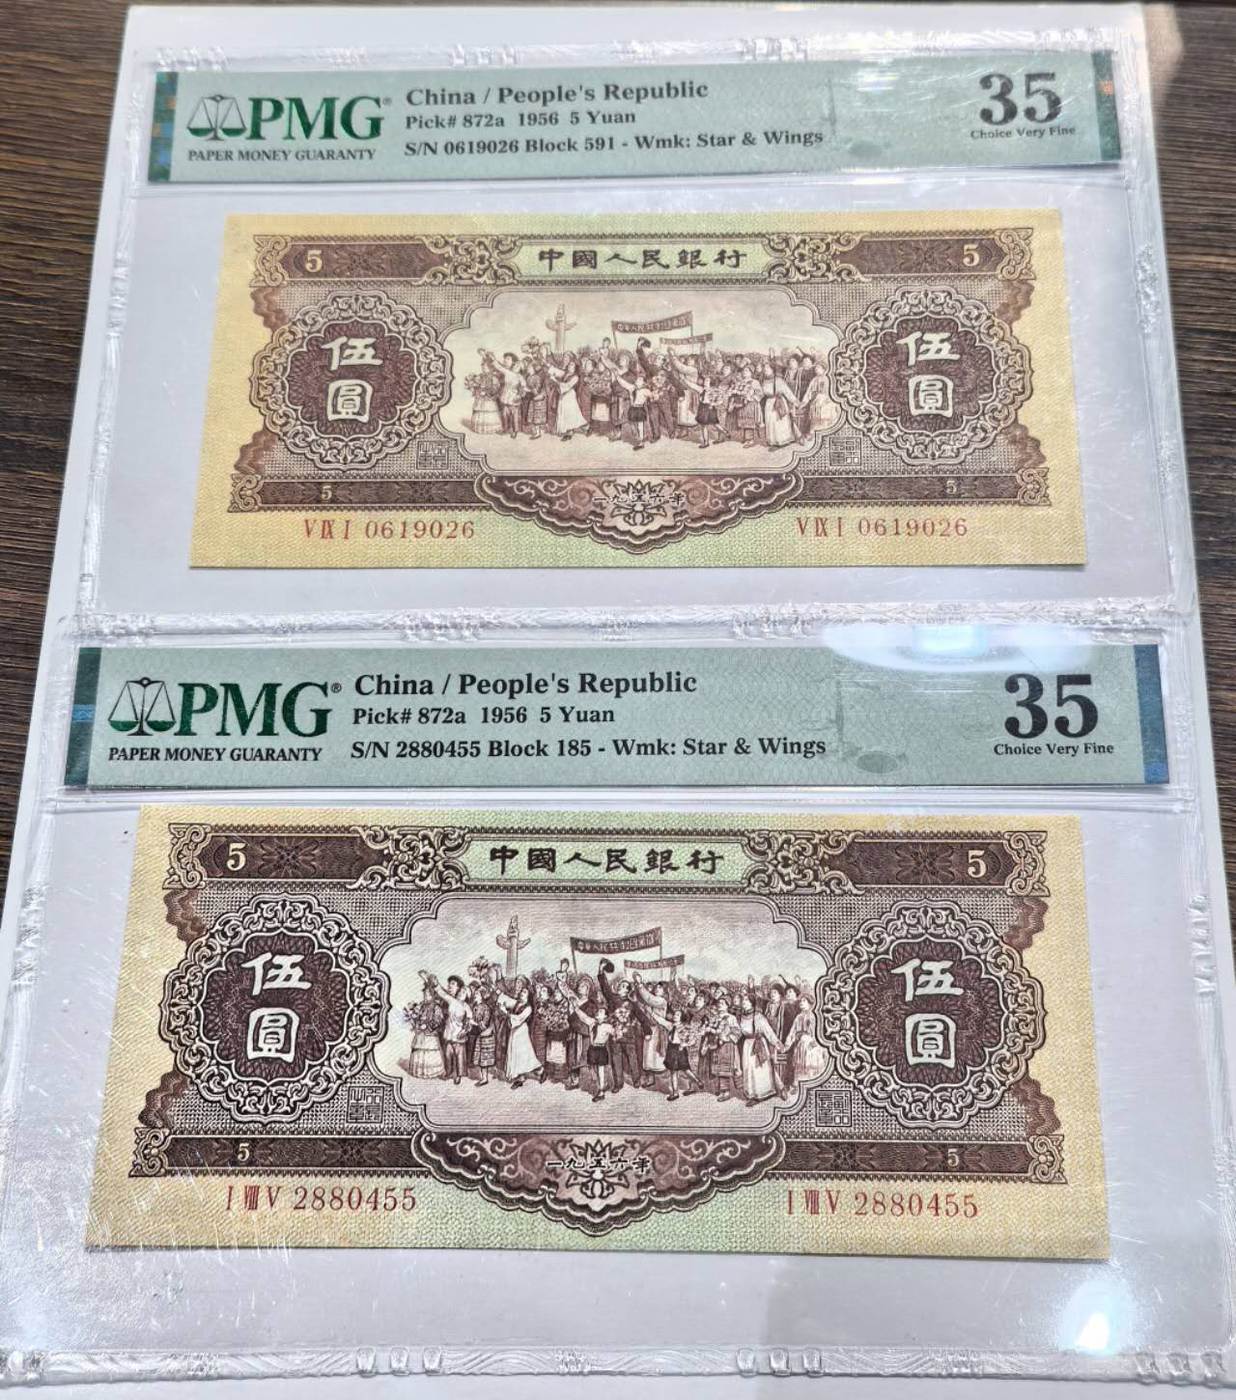 PMG®
PAPER MONEY GUARANTY
China / People's Republic
Pick# 872a 1956 5 Yuan
S/N 0619026 Block 591 - Wmk: Star & Wings
35
Choice Very Fine
5
中國人民銀行
5
伍圓
伍圓
5
一九五六年
5
V IX I 0619026
V IX I 0619026
PMG®
PAPER MONEY GUARANTY
China / People's Republic
Pick# 872a 1956 5 Yuan
S/N 2880455 Block 185 - Wmk: Star & Wings
35
Choice Very Fine
5
中國人民銀行
5
伍圓
伍圓
5
一九五六年
5
I VIII V 2880455
I VIII V 2880455